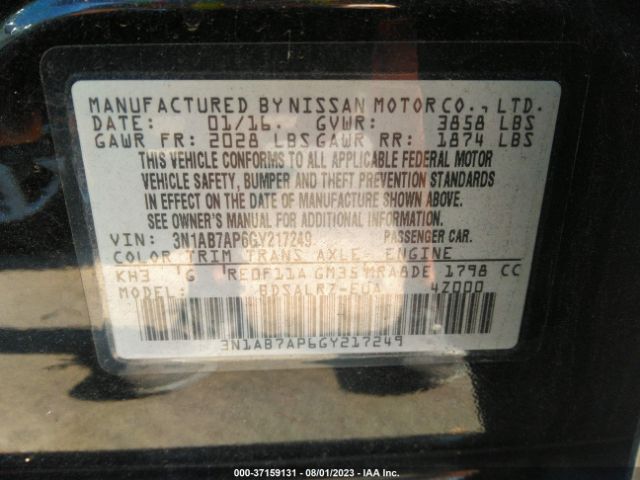 MANUFACTURED BY NISSAN MOTOR CO., LTD.
DATE: 01/16. GVWR: 3858 LBS
GAWR FR: 2028 LBS GAWR RR: 1874 LBS
THIS VEHICLE CONFORMS TO ALL APPLICABLE FEDERAL MOTOR
VEHICLE SAFETY, BUMPER AND THEFT PREVENTION STANDARDS
IN EFFECT ON THE DATE OF MANUFACTURE SHOWN ABOVE.
SEE OWNER'S MANUAL FOR ADDITIONAL INFORMATION.
VIN: 3N1AB7AP6GY217249 PASSENGER CAR.
COLOR TRIM TRANS AXLE ENGINE
KH3 G RE0F11A GM35 MRA8DE 1798 CC
MODEL: BDSALR7-EUA 4Z000
3N1AB7AP6GY217249
000-37159131 - 08/01/2023 - IAA Inc.